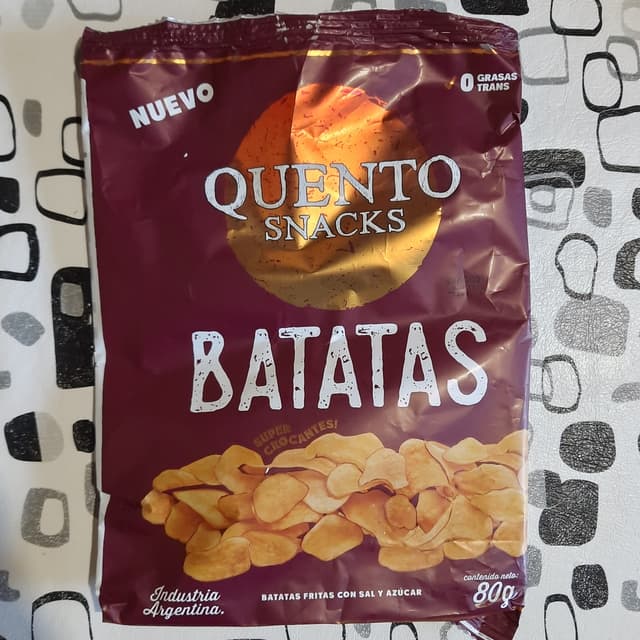 NUEVO
0 GRASAS
TRANS
QUENTO
SNACKS
BATATAS
SUPER
CROCANTES!
Industria
Argentina.
BATATAS FRITAS CON SAL Y AZÚCAR
contenido neto:
80g